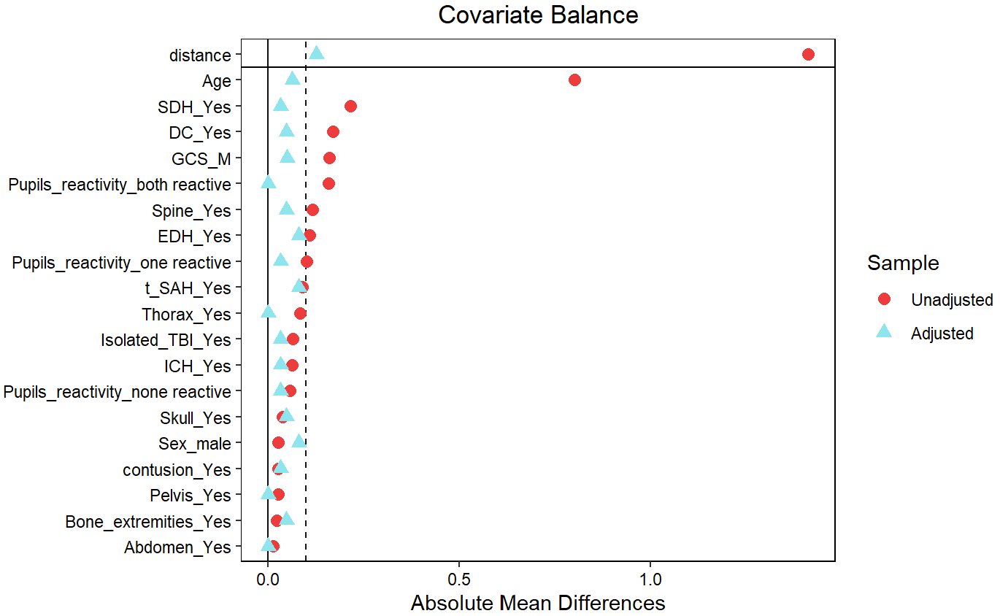 Covariate Balance
distance
Age
SDH_Yes
DC_Yes
GCS_M
Pupils_reactivity_both reactive
Spine_Yes
EDH_Yes
Pupils_reactivity_one reactive
t_SAH_Yes
Thorax_Yes
Isolated_TBI_Yes
ICH_Yes
Pupils_reactivity_none reactive
Skull_Yes
Sex_male
contusion_Yes
Pelvis_Yes
Bone_extremities_Yes
Abdomen_Yes
0.0 0.5 1.0
Absolute Mean Differences
Sample
Unadjusted
Adjusted